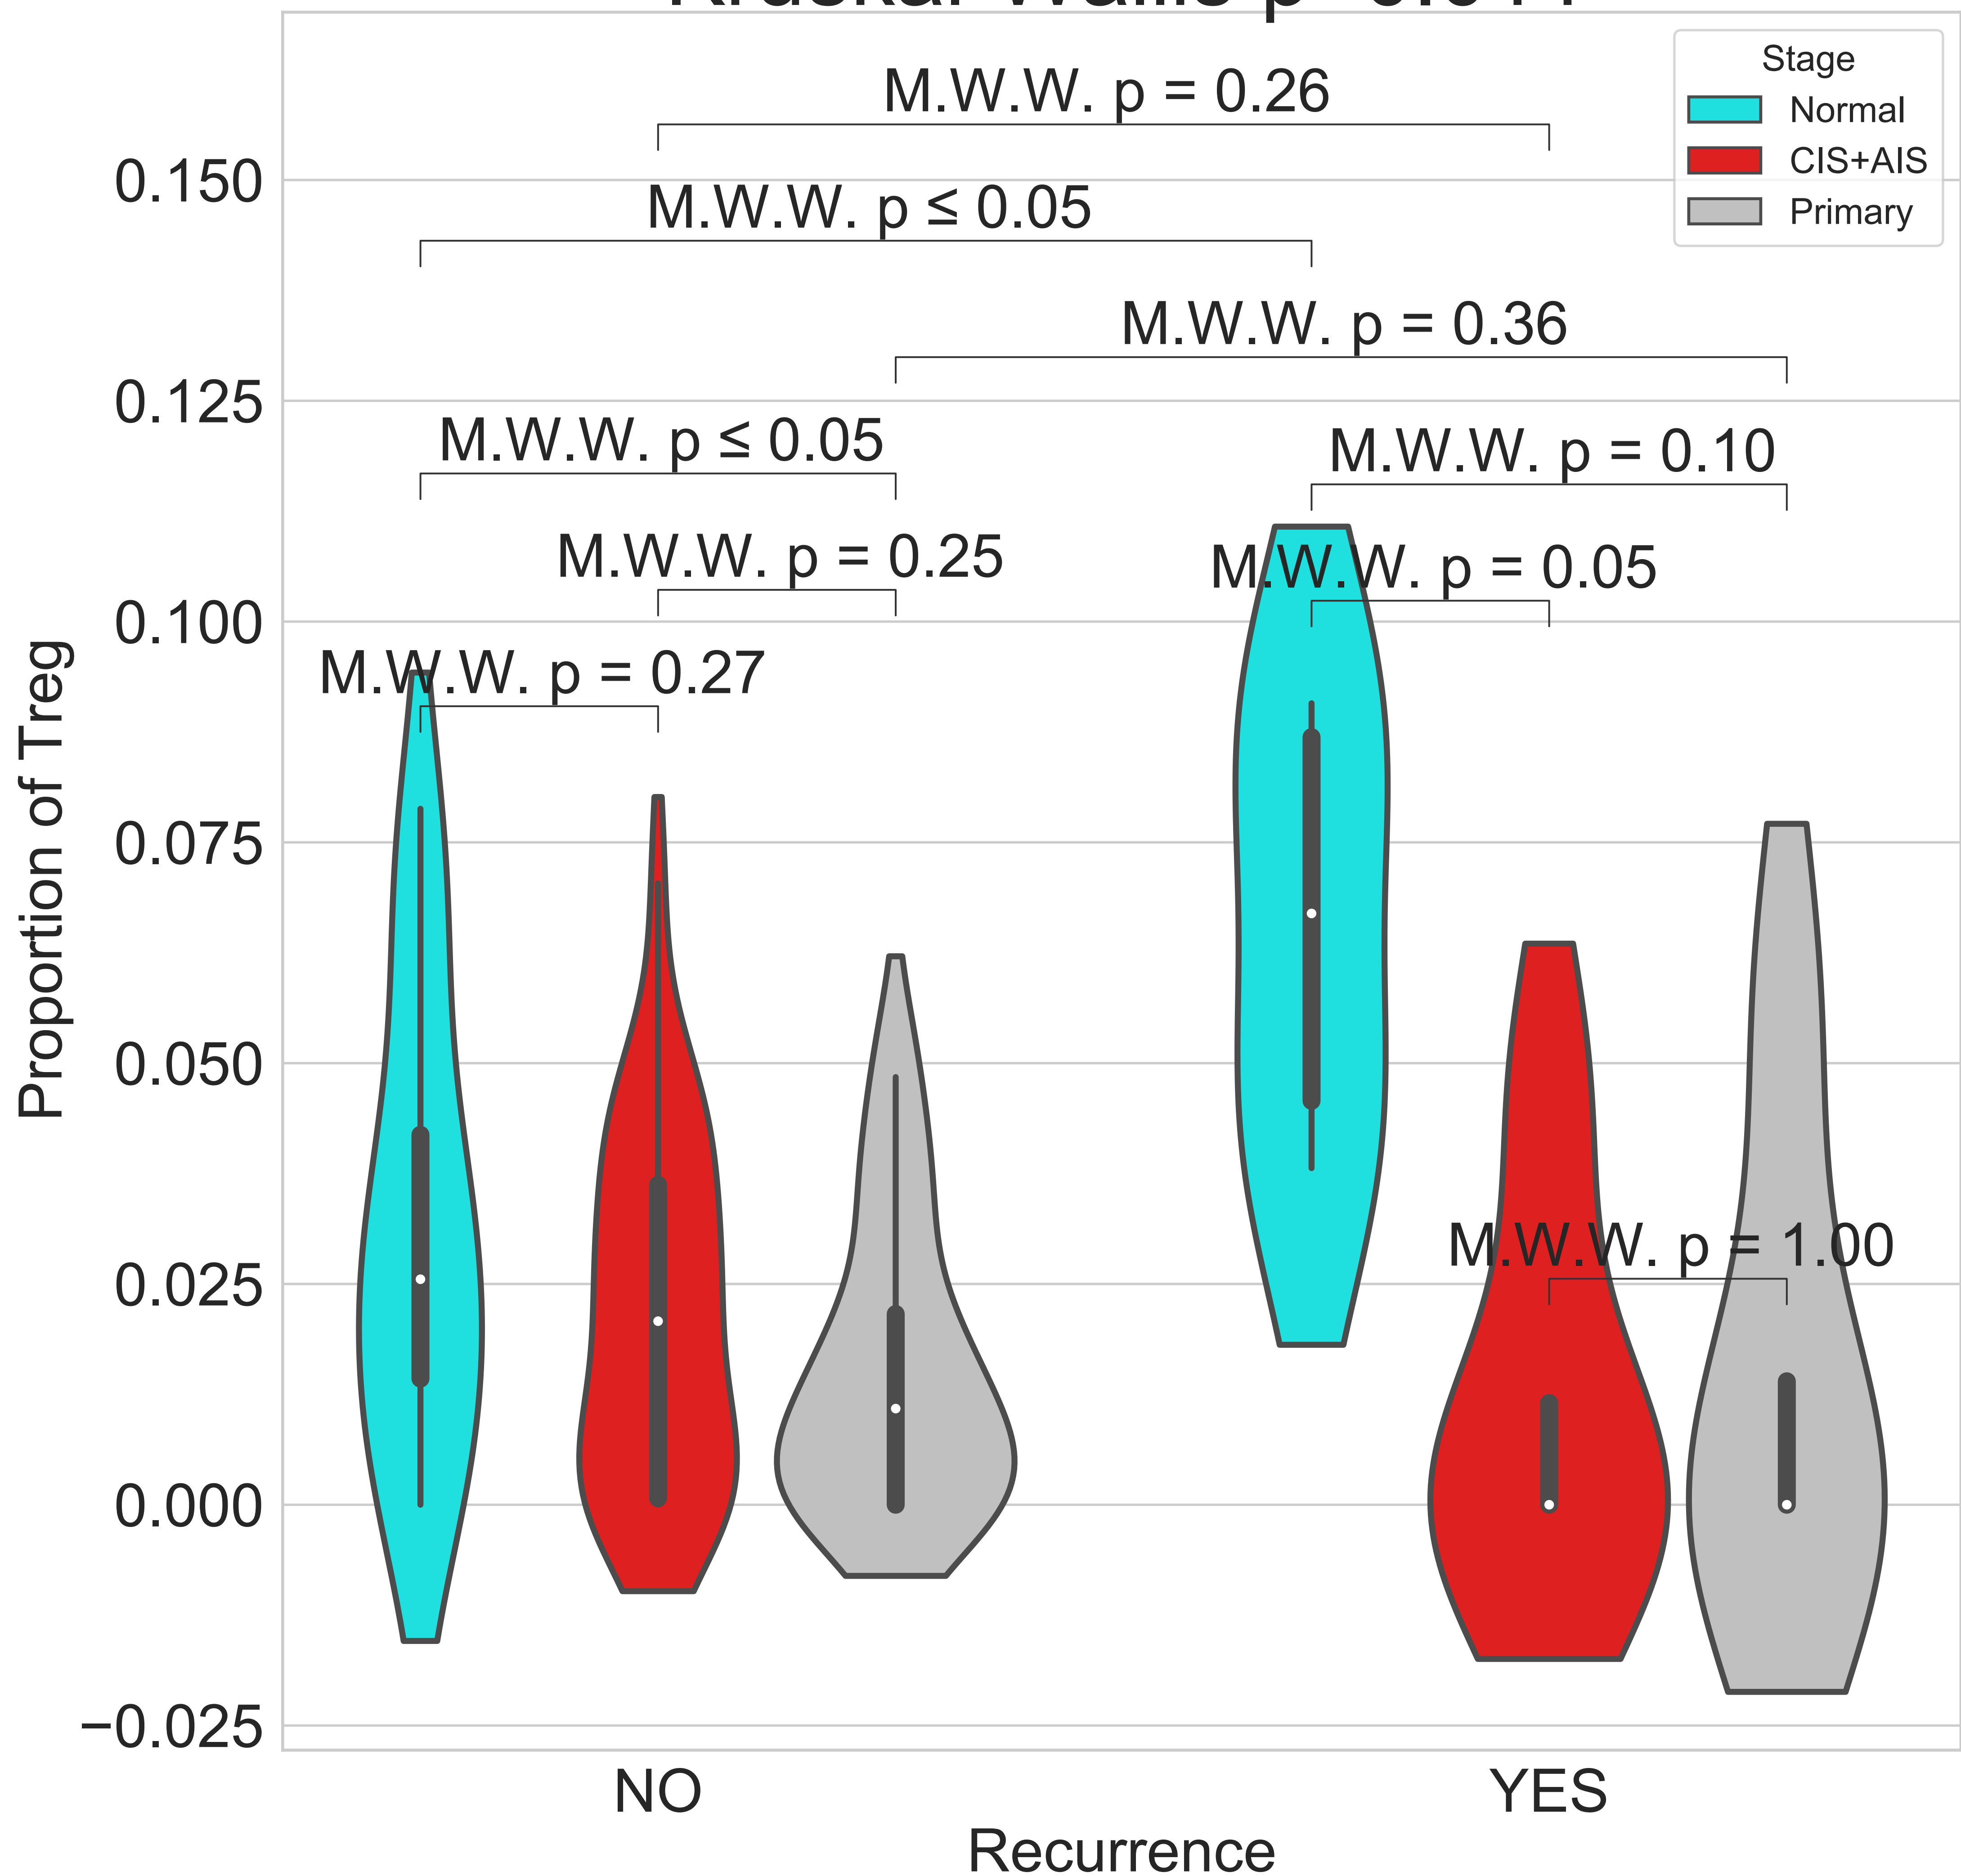 Stage
Normal
CIS+AIS
Primary
M.W.W. p = 0.26
M.W.W. p ≤ 0.05
M.W.W. p = 0.36
M.W.W. p ≤ 0.05
M.W.W. p = 0.10
M.W.W. p = 0.25
M.W.W. p = 0.05
M.W.W. p = 0.27
M.W.W. p = 1.00
Proportion of Treg
0.150
0.125
0.100
0.075
0.050
0.025
0.000
−0.025
NO
YES
Recurrence